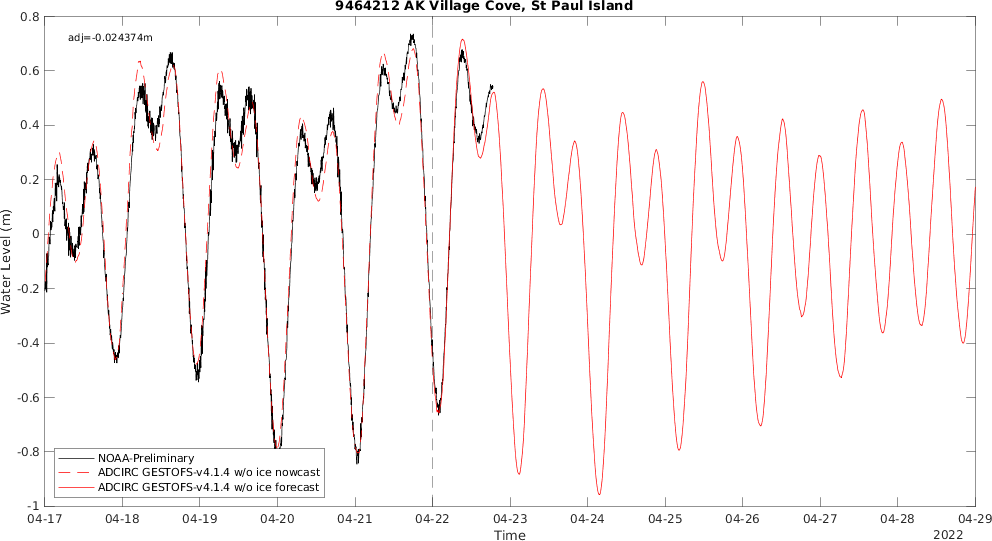 9464212 AK Village Cove, St Paul Island
adj=-0.024374m
0.8
0.6
0.4
0.2
0
-0.2
-0.4
-0.6
-0.8
-1
Water Level (m)
NOAA-Preliminary
ADCIRC GESTOFS-v4.1.4 w/o ice nowcast
ADCIRC GESTOFS-v4.1.4 w/o ice forecast
04-17 04-18 04-19 04-20 04-21 04-22 04-23 04-24 04-25 04-26 04-27 04-28 04-29
Time
2022